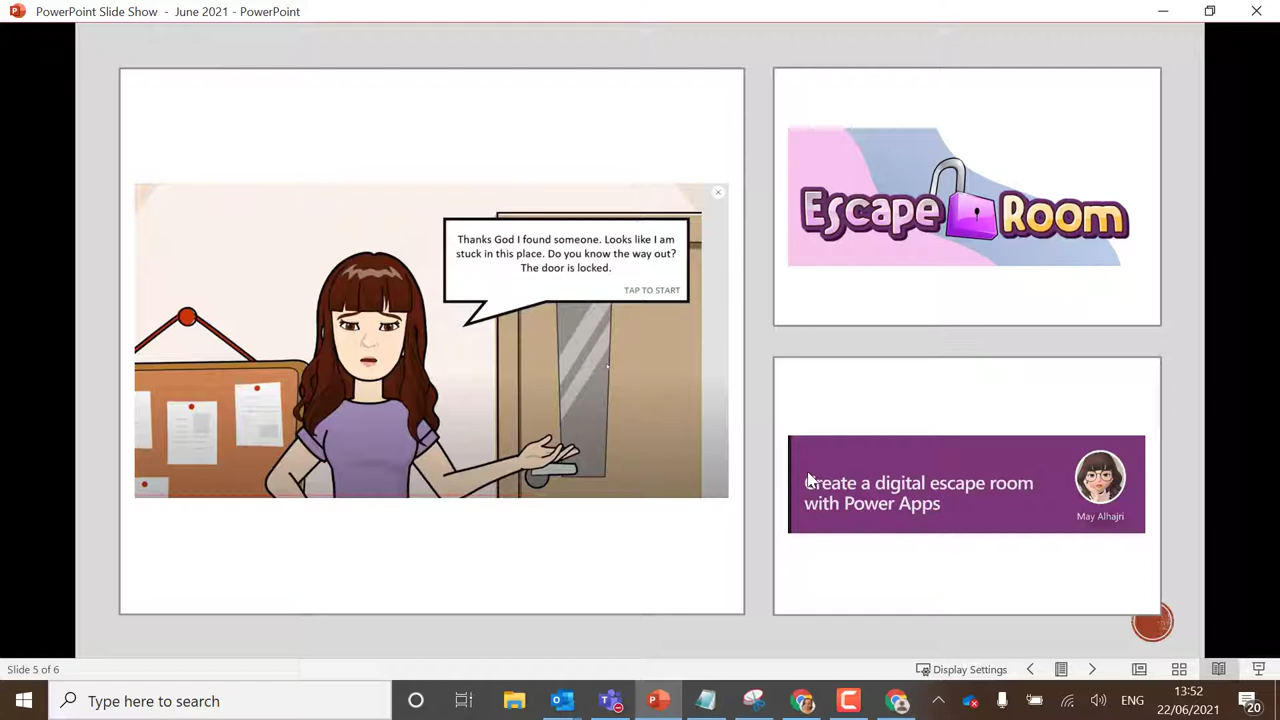 PowerPoint Slide Show - June 2021 - PowerPoint
Thanks God I found someone. Looks like I am
stuck in this place. Do you know the way out?
The door is locked.
TAP TO START
Escape Room
Create a digital escape room
with Power Apps
May Alhajri
Slide 5 of 6
Display Settings
Type here to search
ENG
13:52
22/06/2021
20